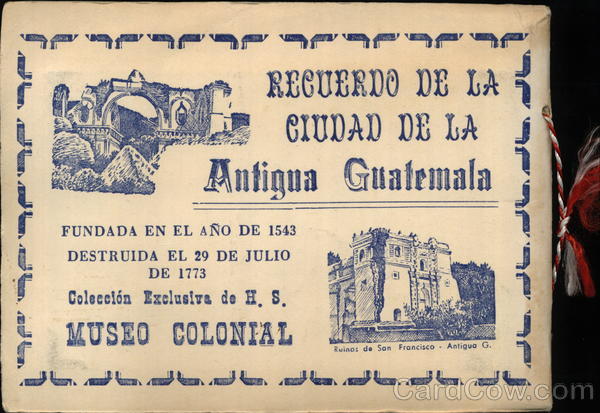 RECUERDO DE LA
CIUDAD DE LA
Antigua Guatemala
FUNDADA EN EL AÑO DE 1543
DESTRUIDA EL 29 DE JULIO
DE 1773
Colección Exclusiva de H. S.
MUSEO COLONIAL
Ruinas de San Francisco - Antigua G.
CardCow.com